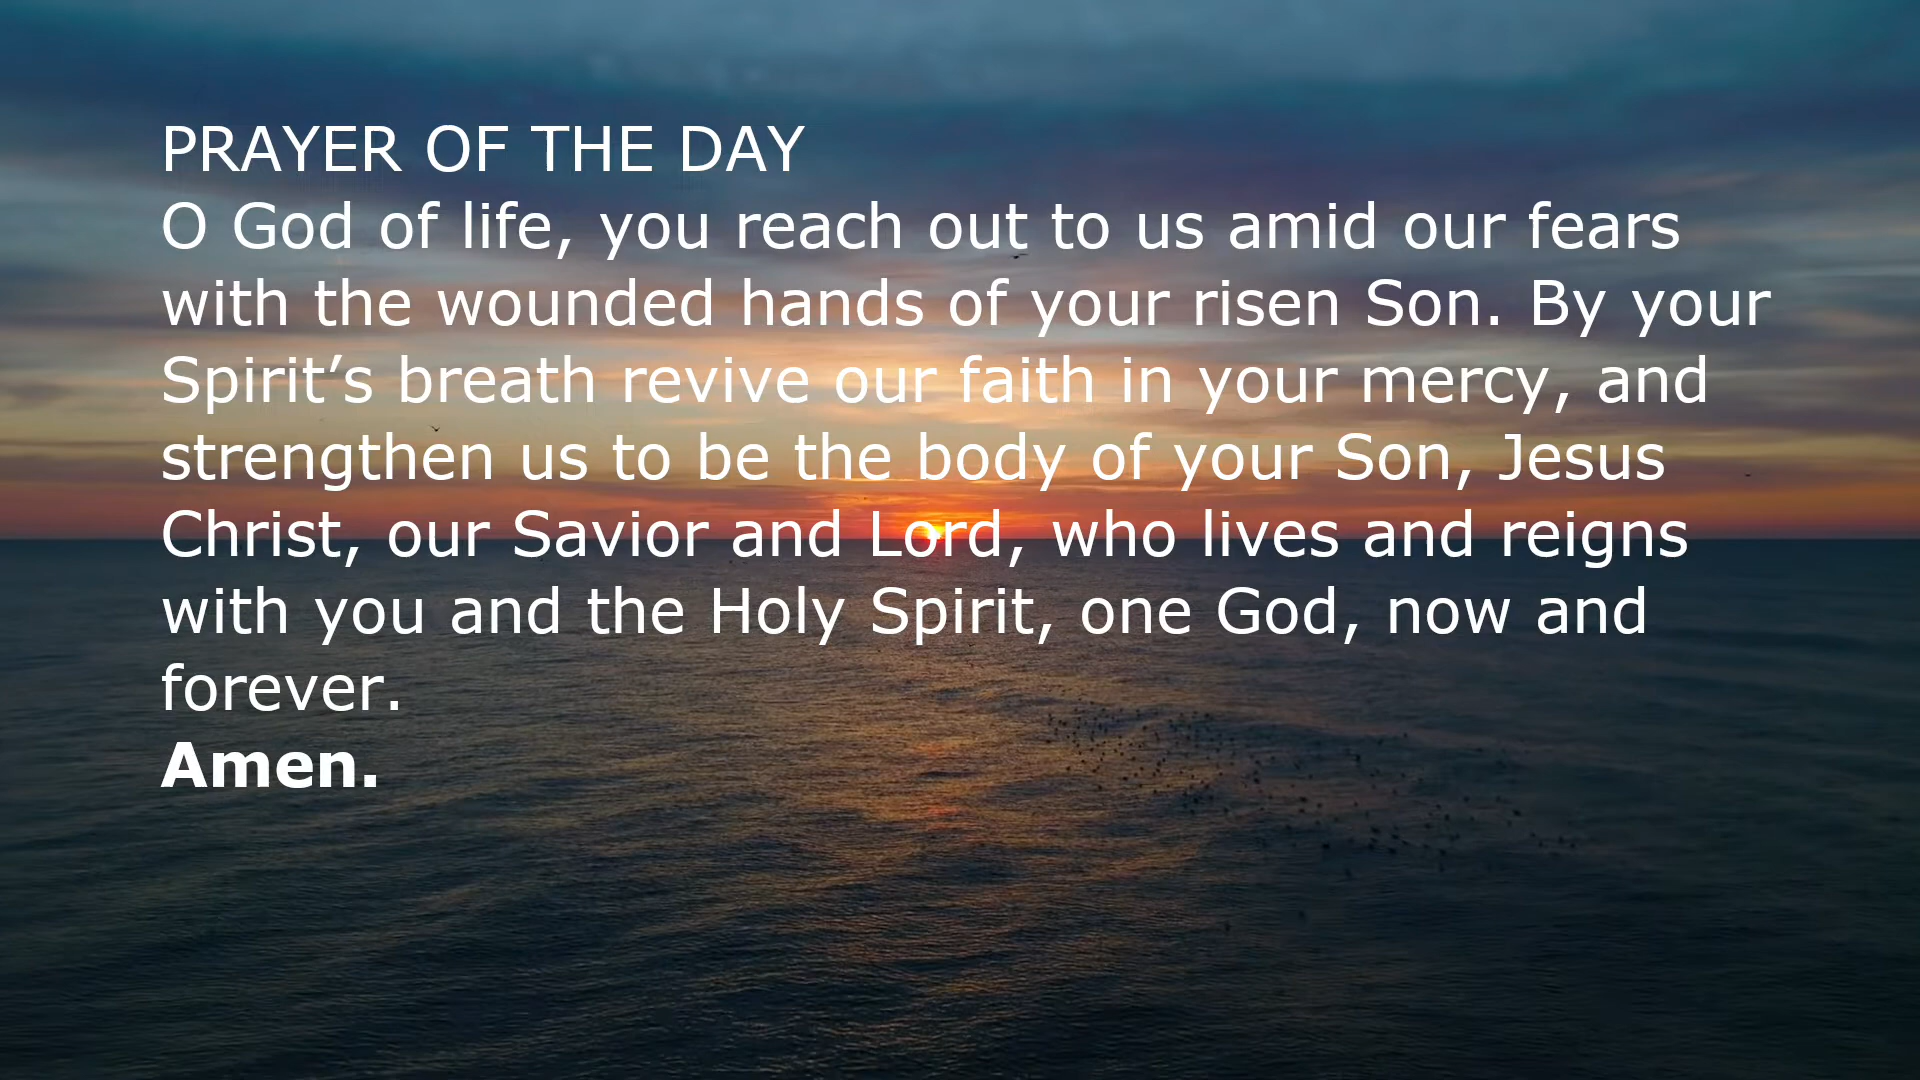 PRAYER OF THE DAY
O God of life, you reach out to us amid our fears
with the wounded hands of your risen Son. By your
Spirit’s breath revive our faith in your mercy, and
strengthen us to be the body of your Son, Jesus
Christ, our Savior and Lord, who lives and reigns
with you and the Holy Spirit, one God, now and
forever.
Amen.